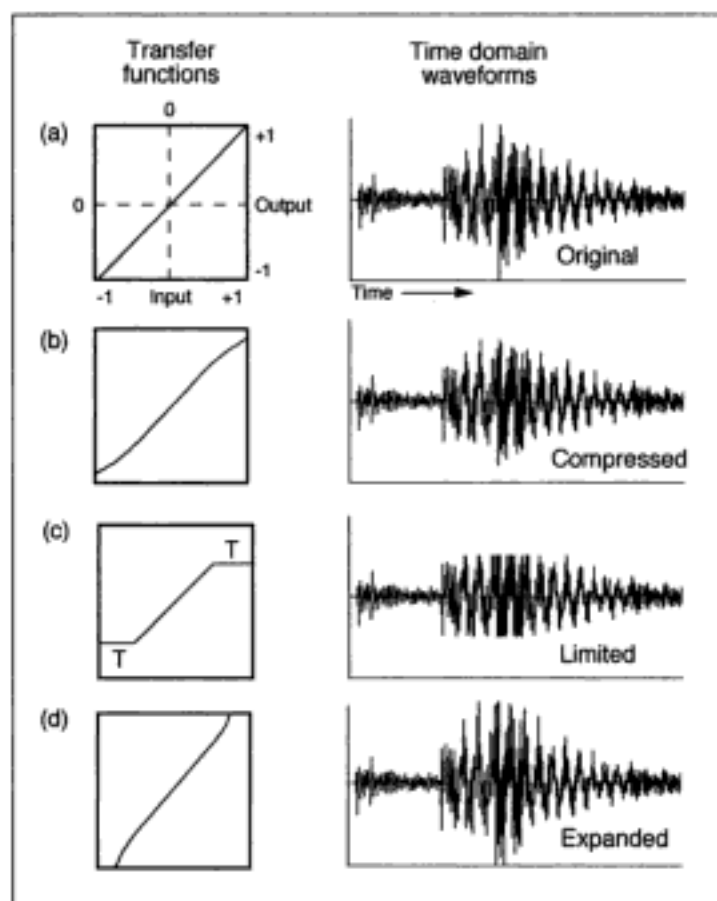 Transfer functions
Time domain waveforms
(a)
0
+1
0
Output
-1
-1 Input +1
Original
Time
(b)
Compressed
(c)
T
T
Limited
(d)
Expanded